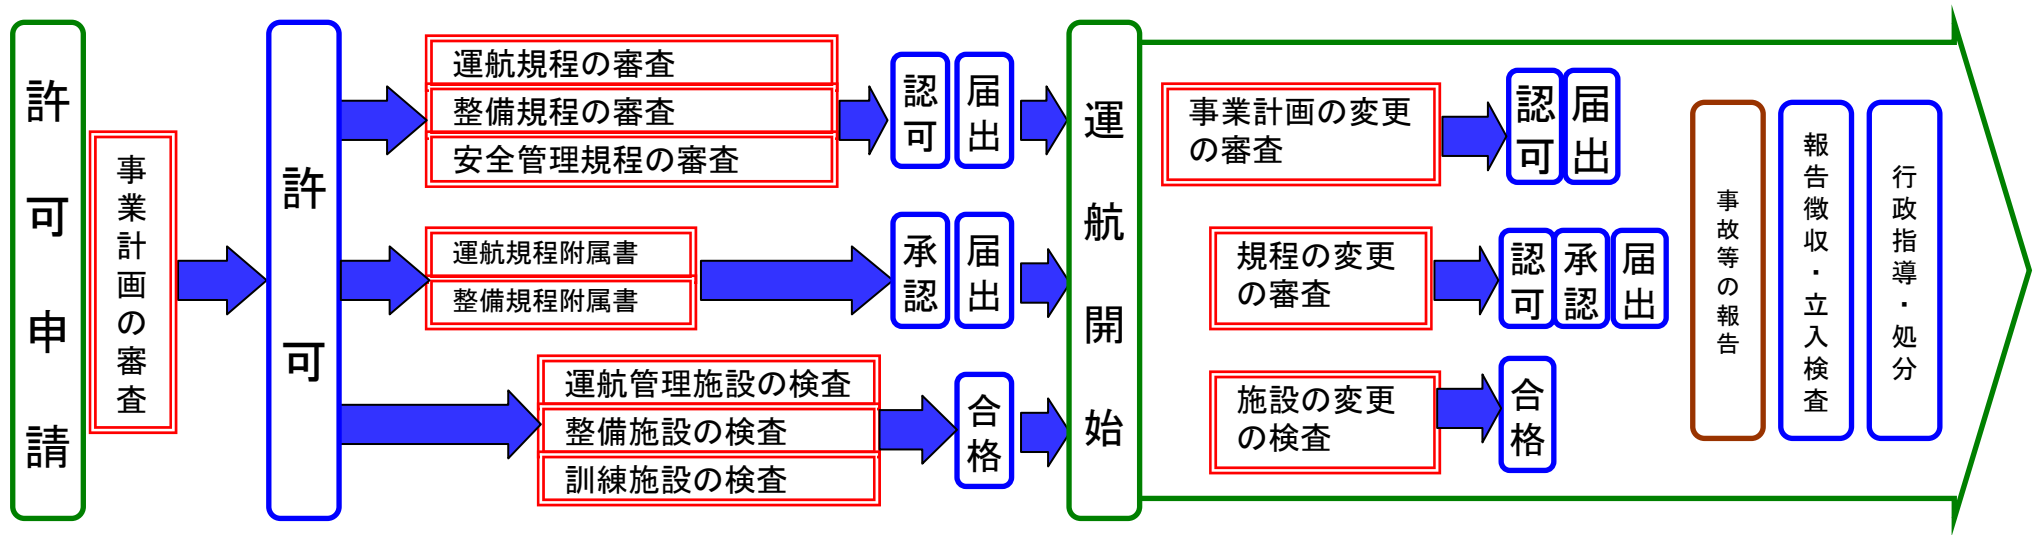 許可申請
事業計画の審査
許可
運航規程の審査
整備規程の審査
安全管理規程の審査
認可
届出
運航規程附属書
整備規程附属書
承認
届出
運航管理施設の検査
整備施設の検査
訓練施設の検査
合格
運航開始
事業計画の変更
の審査
認可
届出
規程の変更
の審査
認可
承認
届出
施設の変更
の検査
合格
事故等の報告
報告徴収・立入検査
行政指導・処分